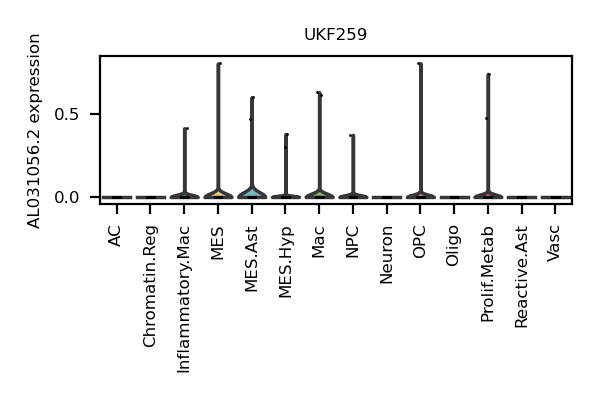 UKF259
AL031056.2 expression
0.5
0.0
AC
Chromatin.Reg
Inflammatory.Mac
MES
MES.Ast
MES.Hyp
Mac
NPC
Neuron
OPC
Oligo
Prolif.Metab
Reactive.Ast
Vasc